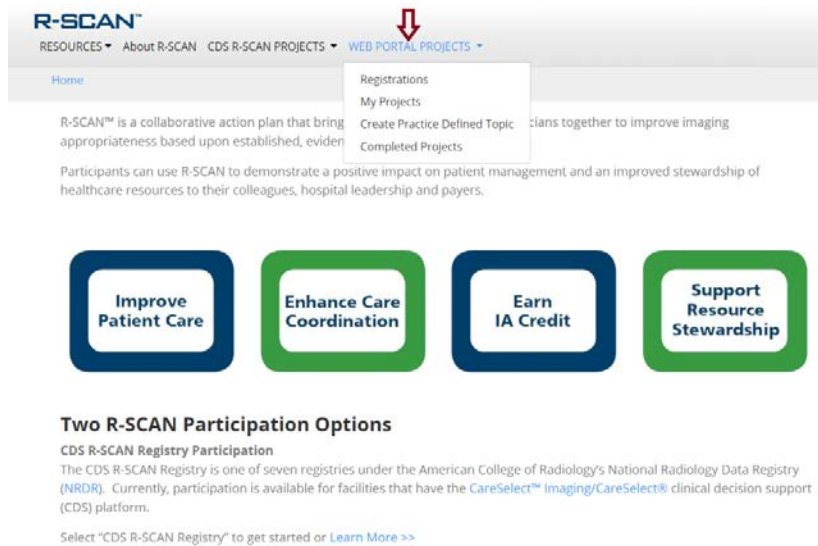 R-SCAN™
RESOURCES About R-SCAN CDS R-SCAN PROJECTS WEB PORTAL PROJECTS
Home
Registrations
My Projects
Create Practice Defined Topic
Completed Projects
R-SCAN™ is a collaborative action plan that bring cians together to improve imaging
appropriateness based upon established, eviden
Participants can use R-SCAN to demonstrate a positive impact on patient management and an improved stewardship of
healthcare resources to their colleagues, hospital leadership and payers.
Improve
Patient Care
Enhance Care
Coordination
Earn
IA Credit
Support
Resource
Stewardship
Two R-SCAN Participation Options
CDS R-SCAN Registry Participation
The CDS R-SCAN Registry is one of seven registries under the American College of Radiology's National Radiology Data Registry
(NRDR). Currently, participation is available for facilities that have the CareSelect™ Imaging/CareSelect® clinical decision support
(CDS) platform.
Select "CDS R-SCAN Registry" to get started or Learn More >>